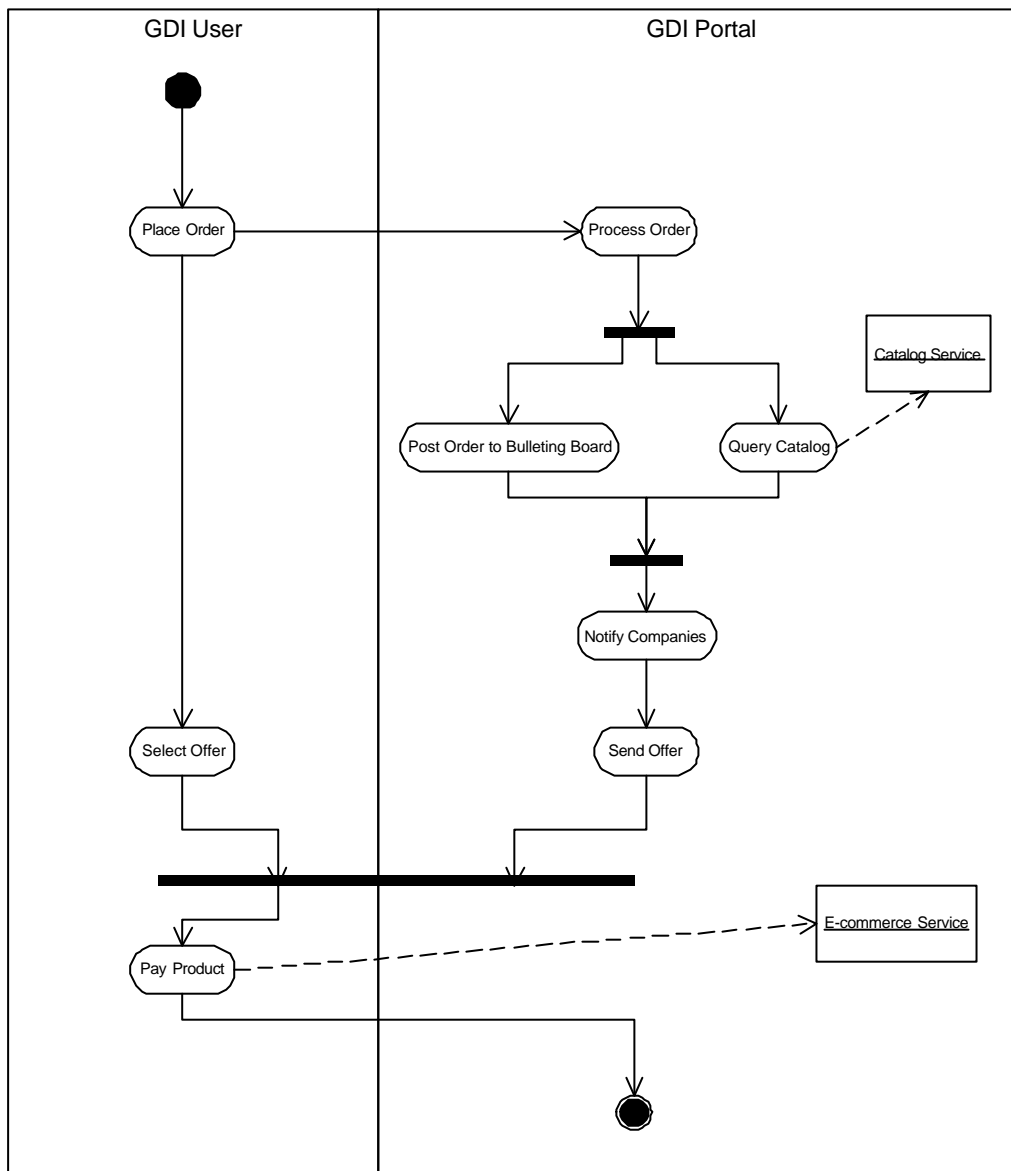 GDI User
GDI Portal
Place Order
Process Order
Catalog Service
Post Order to Bulleting Board
Query Catalog
Notify Companies
Select Offer
Send Offer
E-commerce Service
Pay Product